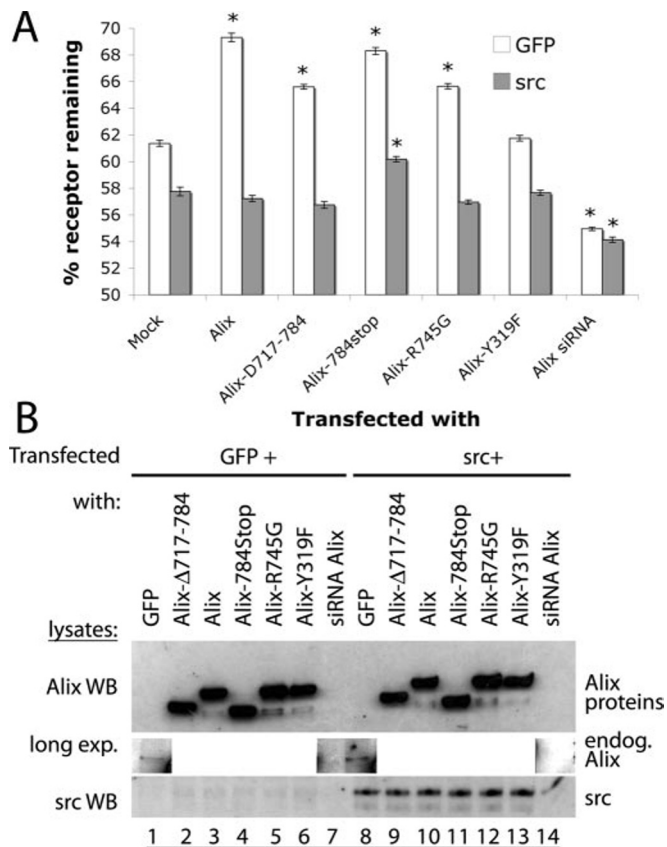 A
GFP
src
* * * * * * *
70
68
66
64
62
60
58
56
54
52
50
% receptor remaining
Mock
Alix
Alix-D717-784
Alix-784stop
Alix-R745G
Alix-Y319F
Alix siRNA
Transfected with
B
Transfected GFP + src+
with:
GFP
Alix-Δ717-784
Alix
Alix-784Stop
Alix-R745G
Alix-Y319F
siRNA Alix
GFP
Alix-Δ717-784
Alix
Alix-784Stop
Alix-R745G
Alix-Y319F
siRNA Alix
lysates:
Alix WB Alix
proteins
long exp. endog.
Alix
src WB src
1 2 3 4 5 6 7 8 9 10 11 12 13 14